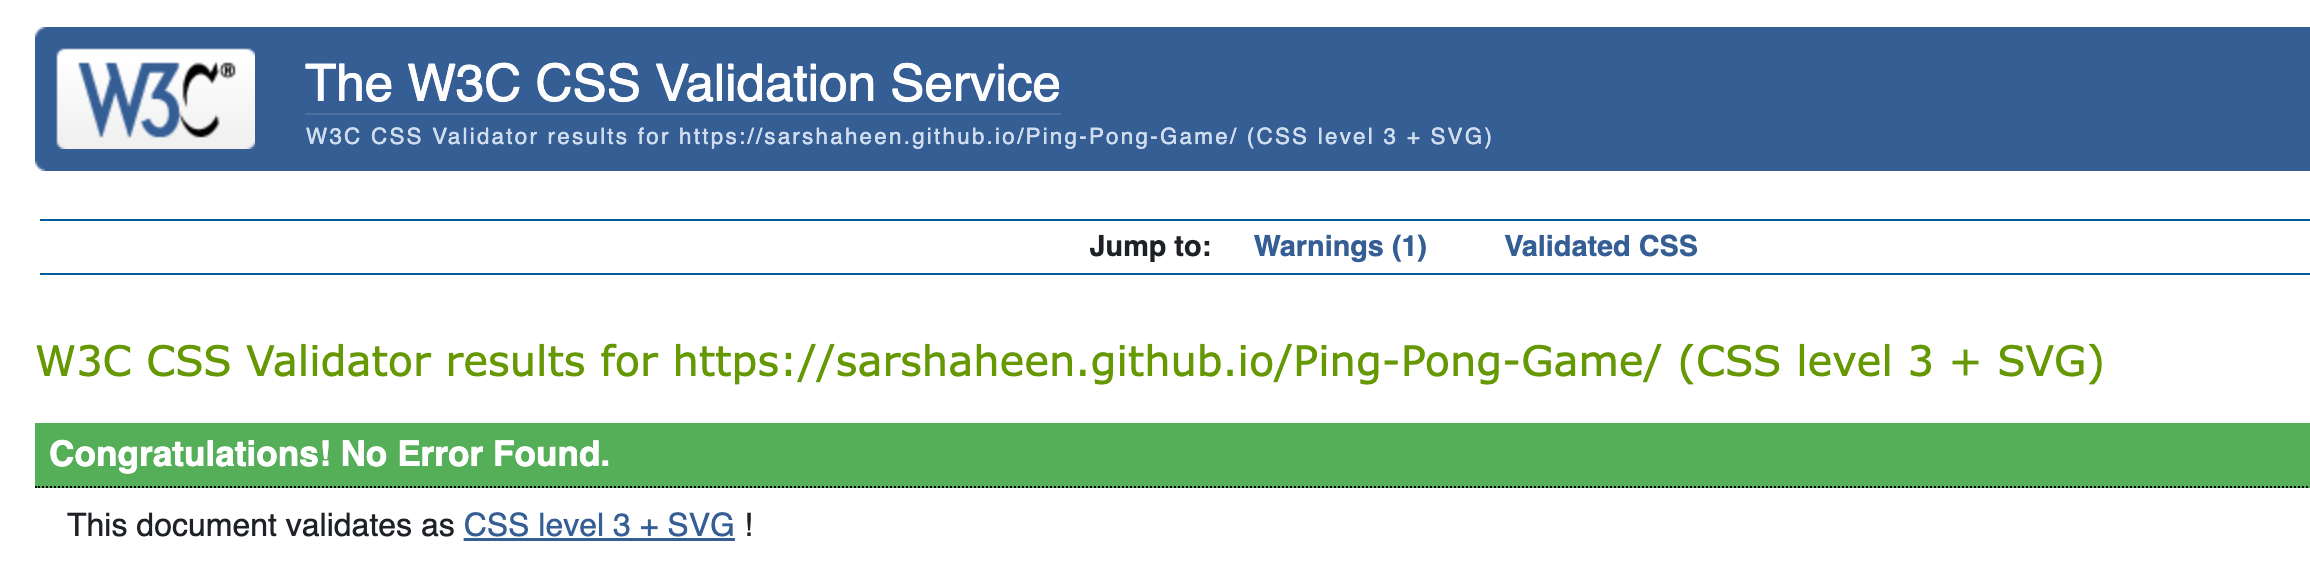 W3C®
The W3C CSS Validation Service
W3C CSS Validator results for https://sarshaheen.github.io/Ping-Pong-Game/ (CSS level 3 + SVG)
Jump to: Warnings (1) Validated CSS
W3C CSS Validator results for https://sarshaheen.github.io/Ping-Pong-Game/ (CSS level 3 + SVG)
Congratulations! No Error Found.
This document validates as CSS level 3 + SVG !